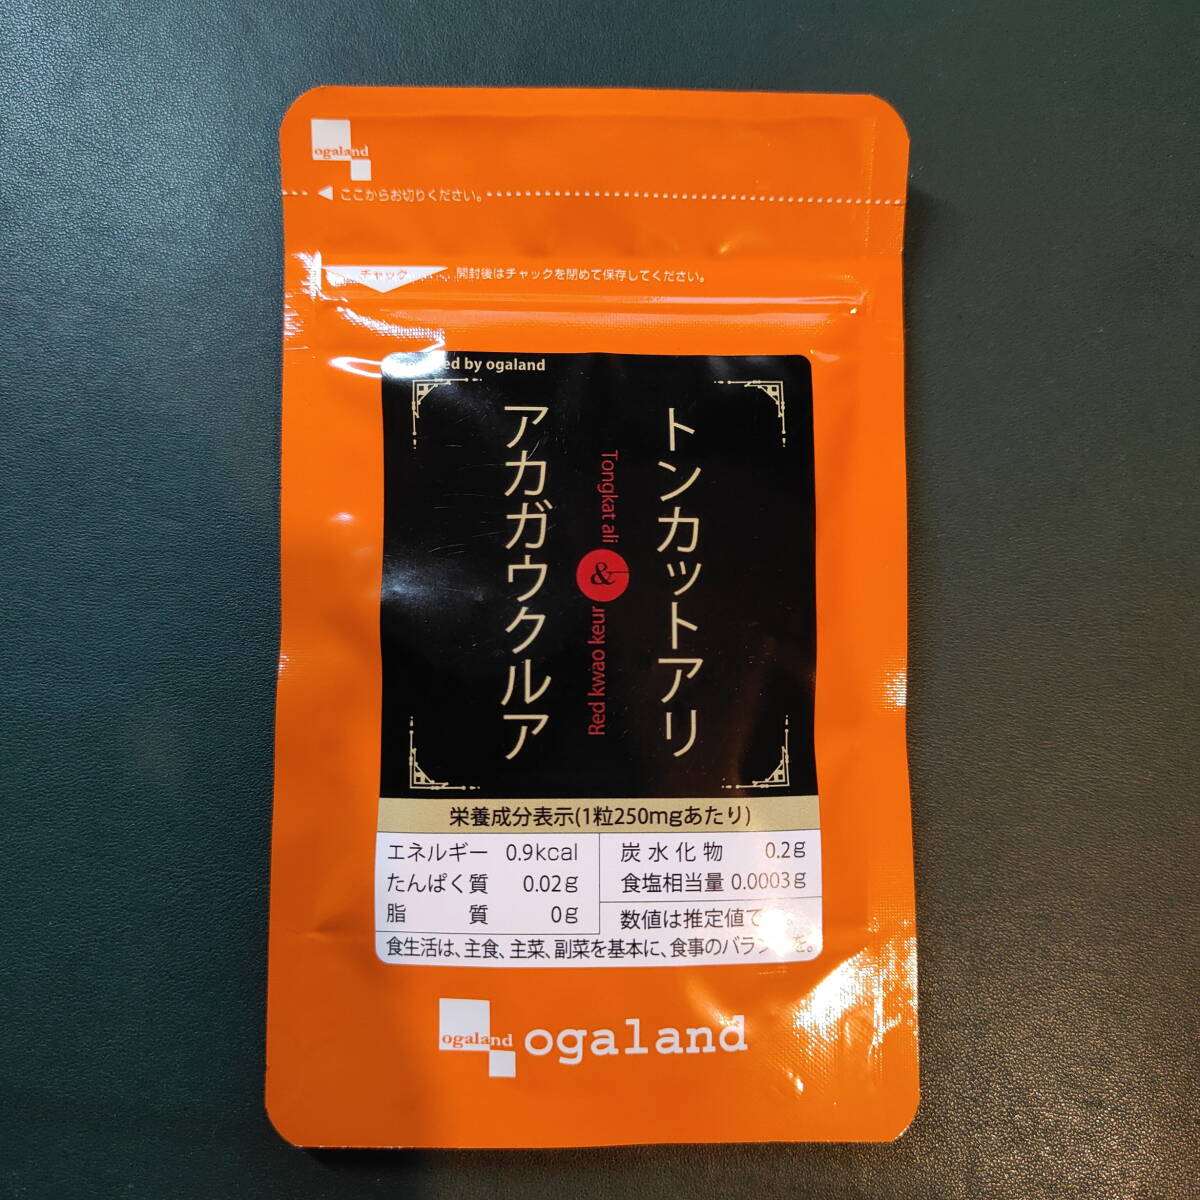 ogaland
ここからお切りください。
チャック
開封後はチャックを閉めて保存してください。
by ogaland
トンカットアリ
Tongkat ali
&
Red kwao keur
アカガウクルア
栄養成分表示(1粒250mgあたり)
エネルギー 0.9kcal
たんぱく質 0.02g
脂質 0g
炭水化物 0.2g
食塩相当量 0.0003g
数値は推定値で
食生活は、主食、主菜、副菜を基本に、食事のバランスを。
ogaland
ogaland